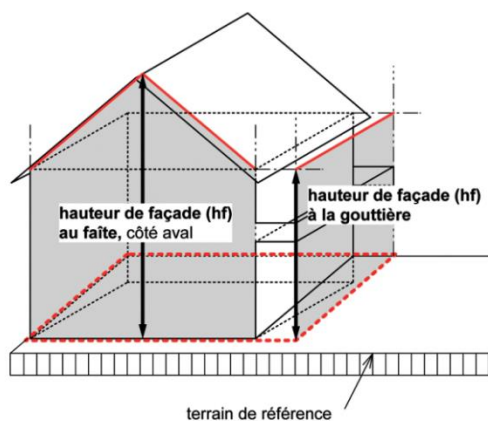 hauteur de façade (hf)
au faîte, côté aval
hauteur de façade (hf)
à la gouttière
terrain de référence